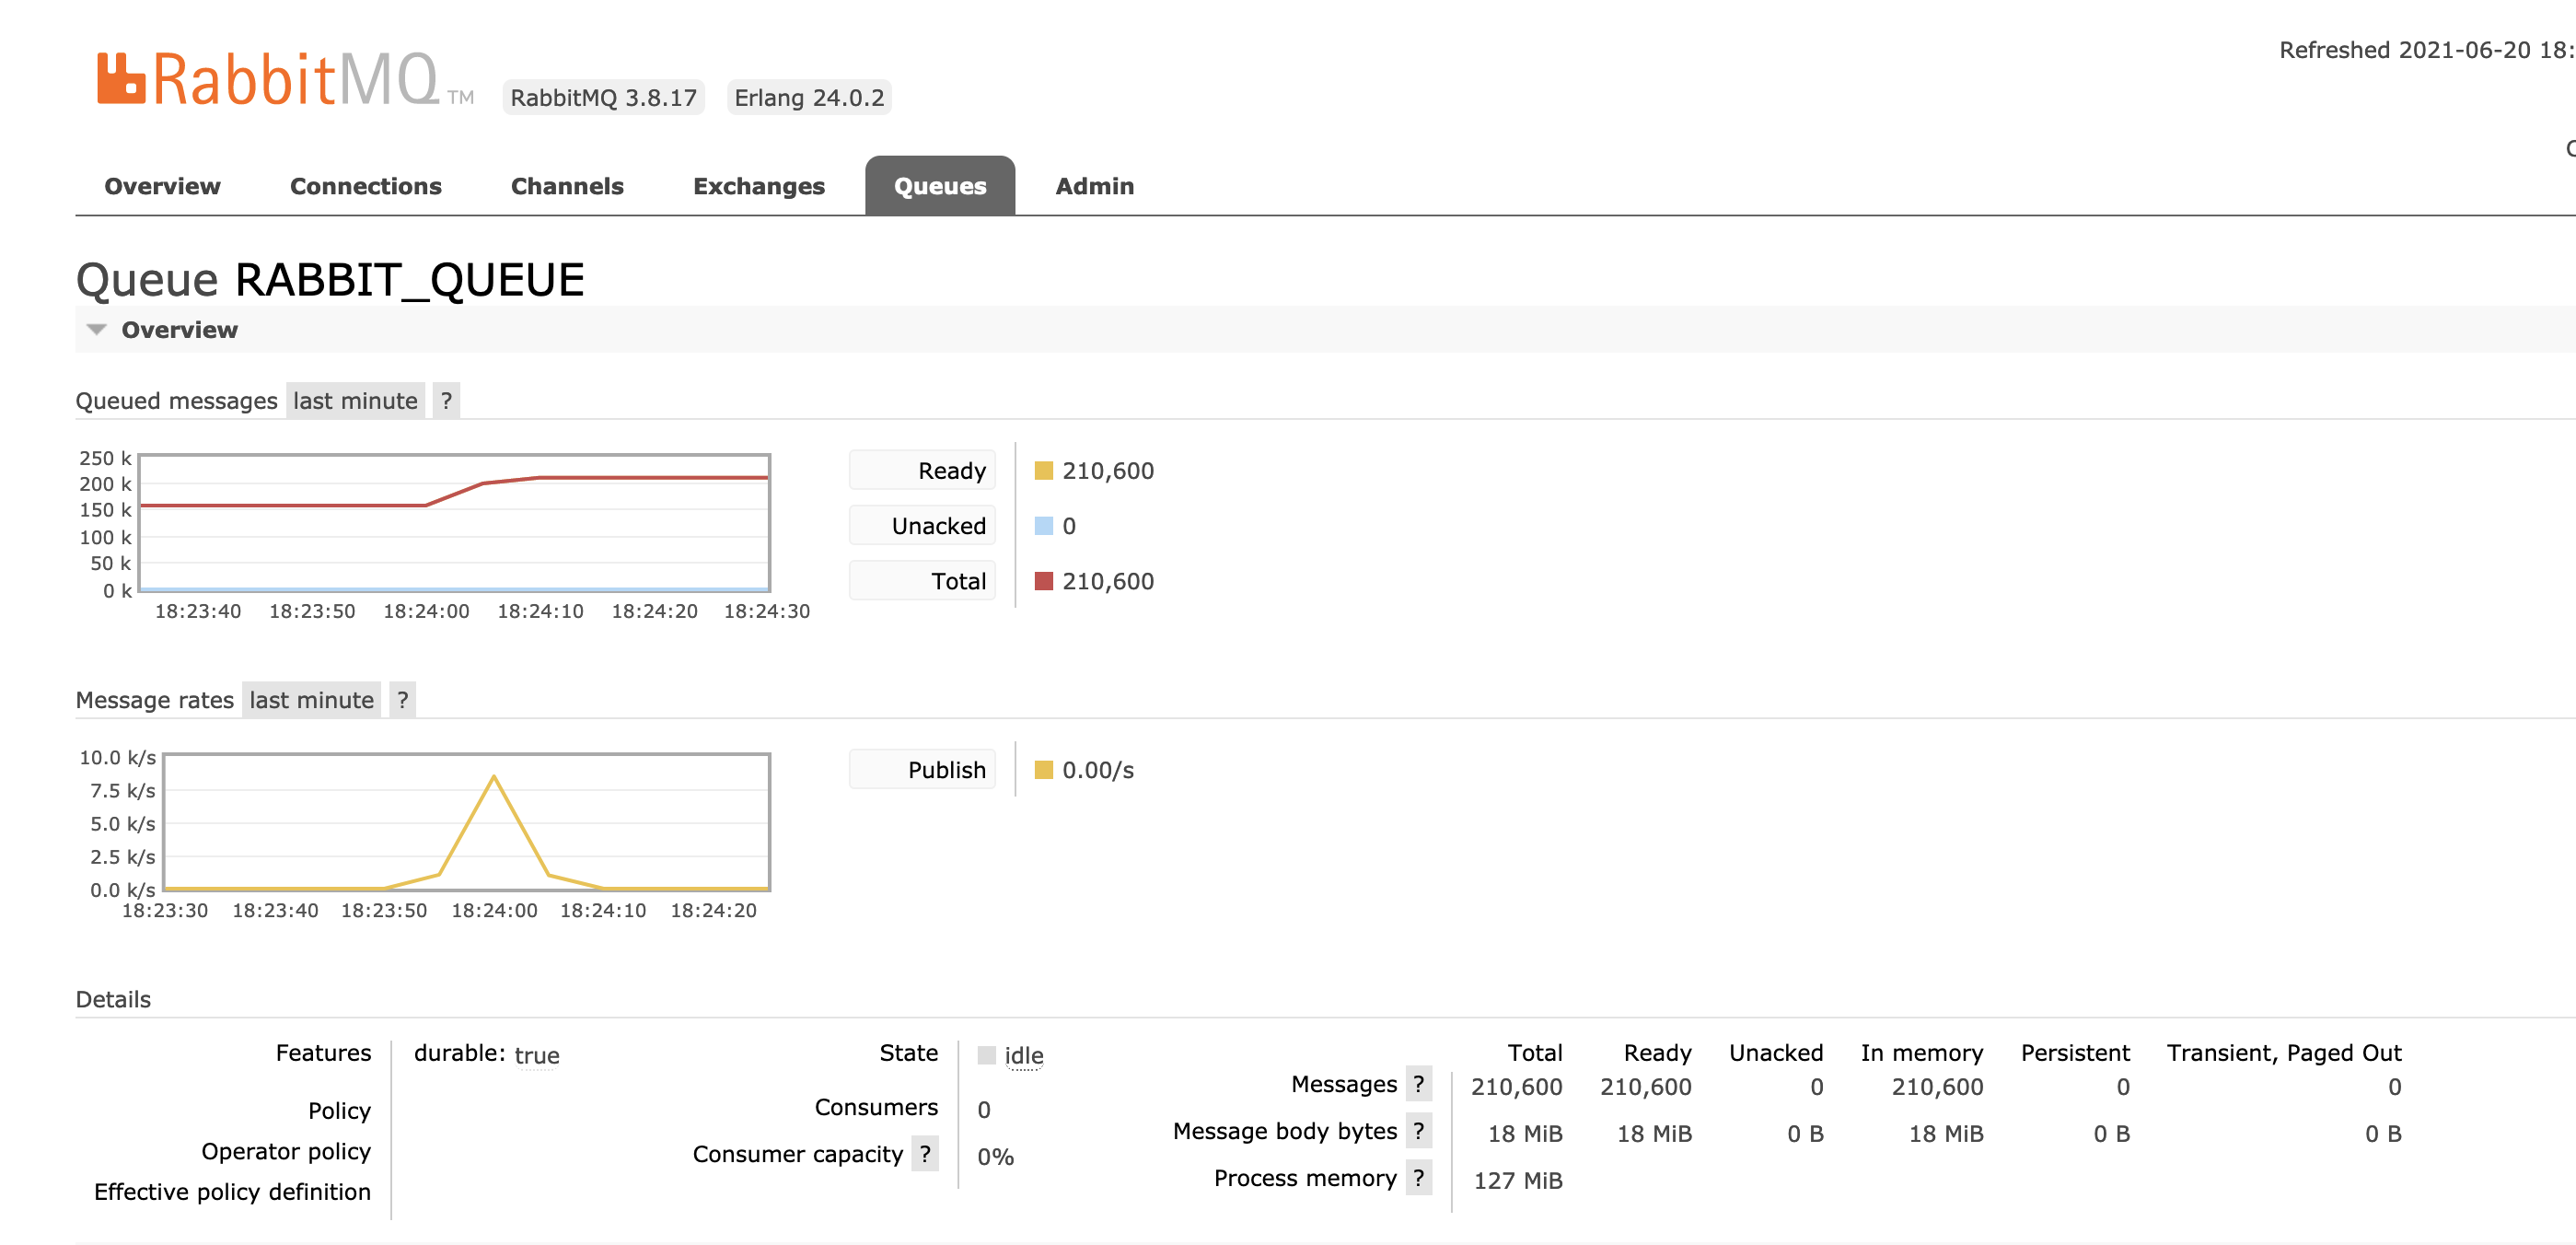 Refreshed 2021-06-20 18:
RabbitMQ TM RabbitMQ 3.8.17 Erlang 24.0.2
Overview Connections Channels Exchanges Queues Admin
Queue RABBIT_QUEUE
Overview
Queued messages last minute ?
250 k
200 k
150 k
100 k
50 k
0 k
18:23:40 18:23:50 18:24:00 18:24:10 18:24:20 18:24:30
Ready 210,600
Unacked 0
Total 210,600
Message rates last minute ?
10.0 k/s
7.5 k/s
5.0 k/s
2.5 k/s
0.0 k/s
18:23:30 18:23:40 18:23:50 18:24:00 18:24:10 18:24:20
Publish 0.00/s
Details
Features durable: true
Policy
Operator policy
Effective policy definition
State idle
Consumers 0
Consumer capacity ? 0%
Total Ready Unacked In memory Persistent Transient, Paged Out
Messages ? 210,600 210,600 0 210,600 0 0
Message body bytes ? 18 MiB 18 MiB 0 B 18 MiB 0 B 0 B
Process memory ? 127 MiB